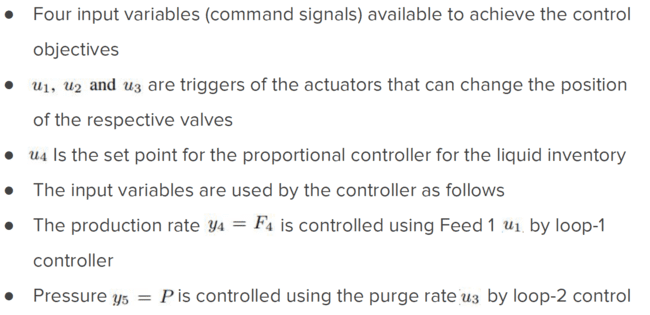 ● Four input variables (command signals) available to achieve the control
objectives
● u₁, u₂ and u₃ are triggers of the actuators that can change the position
of the respective valves
● u₄ Is the set point for the proportional controller for the liquid inventory
● The input variables are used by the controller as follows
● The production rate y₄ = F₄ is controlled using Feed 1 u₁ by loop-1
controller
● Pressure y₅ = P is controlled using the purge rate u₃ by loop-2 control